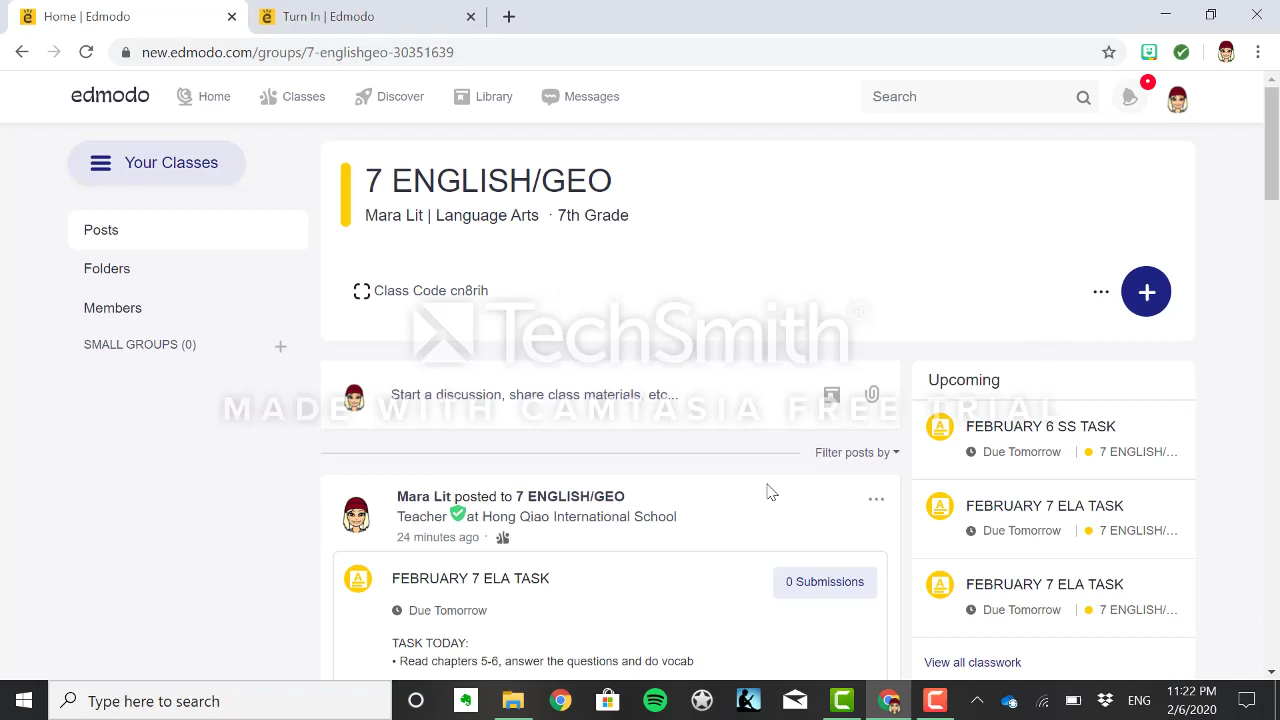 Home | Edmodo
Turn In | Edmodo
new.edmodo.com/groups/7-englishgeo-30351639
edmodo
Home
Classes
Discover
Library
Messages
Search
Your Classes
Posts
Folders
Members
SMALL GROUPS (0)
7 ENGLISH/GEO
Mara Lit | Language Arts · 7th Grade
Class Code cn8rih
TechSmith®
MADE WITH CAMTASIA FREE TRIAL
Start a discussion, share class materials, etc...
Filter posts by
Mara Lit posted to 7 ENGLISH/GEO
Teacher at Hong Qiao International School
24 minutes ago ·
FEBRUARY 7 ELA TASK
0 Submissions
Due Tomorrow
TASK TODAY:
• Read chapters 5-6, answer the questions and do vocab
Upcoming
FEBRUARY 6 SS TASK
Due Tomorrow | 7 ENGLISH/...
FEBRUARY 7 ELA TASK
Due Tomorrow | 7 ENGLISH/...
FEBRUARY 7 ELA TASK
Due Tomorrow | 7 ENGLISH/...
View all classwork
Type here to search
ENG
11:22 PM
2/6/2020